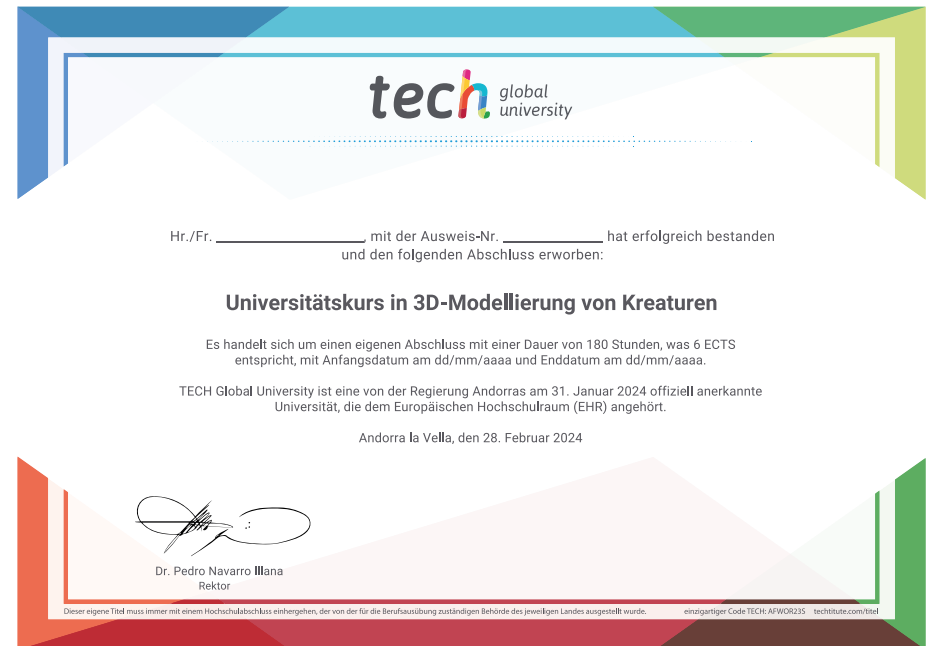 tech global university
Hr./Fr. ____________________, mit der Ausweis-Nr. ______________ hat erfolgreich bestanden
und den folgenden Abschluss erworben:
Universitätskurs in 3D-Modellierung von Kreaturen
Es handelt sich um einen eigenen Abschluss mit einer Dauer von 180 Stunden, was 6 ECTS
entspricht, mit Anfangsdatum am dd/mm/aaaa und Enddatum am dd/mm/aaaa.
TECH Global University ist eine von der Regierung Andorras am 31. Januar 2024 offiziell anerkannte
Universität, die dem Europäischen Hochschulraum (EHR) angehört.
Andorra la Vella, den 28. Februar 2024
Dr. Pedro Navarro Illana
Rektor
Dieser eigene Titel muss immer mit einem Hochschulabschluss einhergehen, der von der für die Berufsausübung zuständigen Behörde des jeweiligen Landes ausgestellt wurde. einzigartiger Code TECH: AFWOR23S techtitute.com/titel